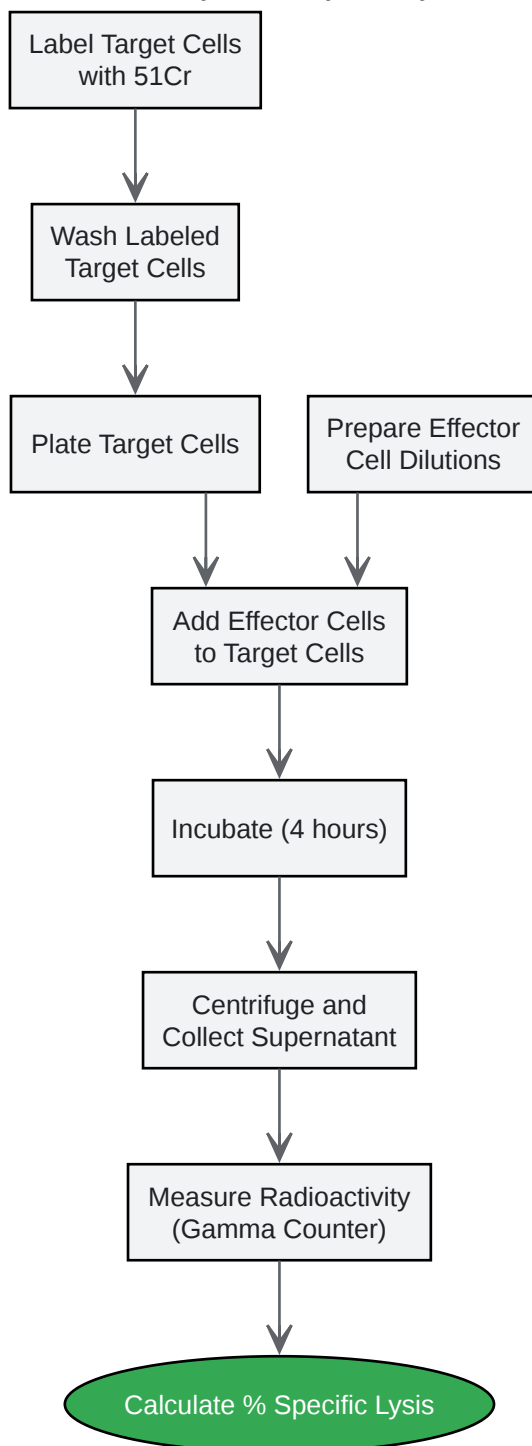 Label Target Cells
with 51Cr
Wash Labeled
Target Cells
Plate Target Cells
Prepare Effector
Cell Dilutions
Add Effector Cells
to Target Cells
Incubate (4 hours)
Centrifuge and
Collect Supernatant
Measure Radioactivity
(Gamma Counter)
Calculate % Specific Lysis